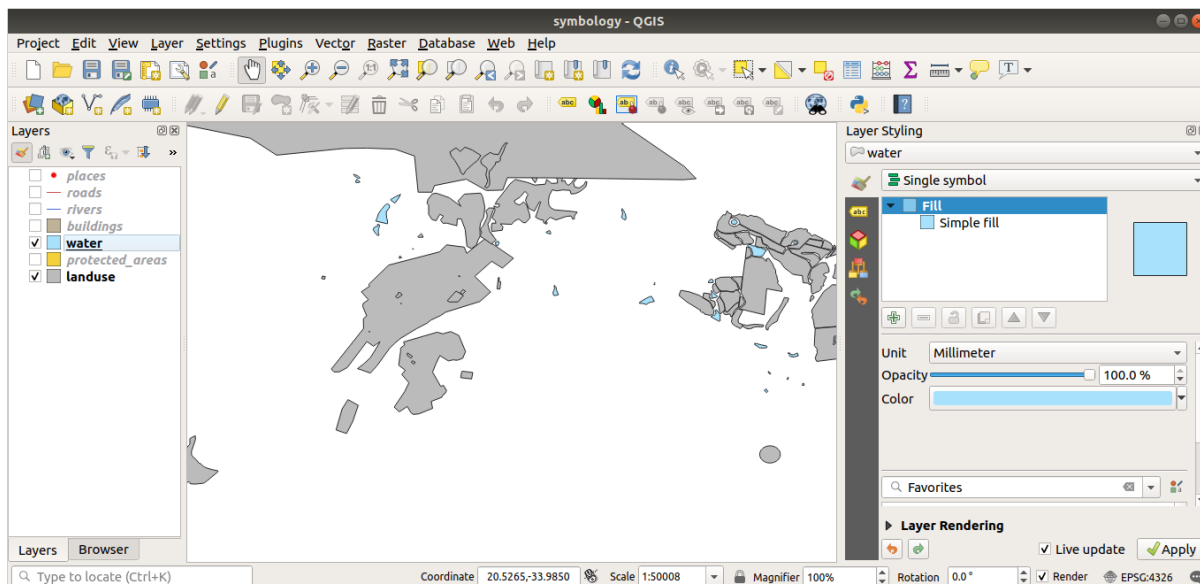 symbology - QGIS
Project Edit View Layer Settings Plugins Vector Raster Database Web Help
Layers
places
roads
rivers
buildings
water
protected_areas
landuse
Layers Browser
Type to locate (Ctrl+K)
Coordinate 20.5265,-33.9850 Scale 1:50008 Magnifier 100% Rotation 0.0° Render EPSG:4326
Layer Styling
water
Single symbol
Fill
Simple fill
Unit Millimeter
Opacity 100.0 %
Color
Favorites
Layer Rendering
Live update Apply